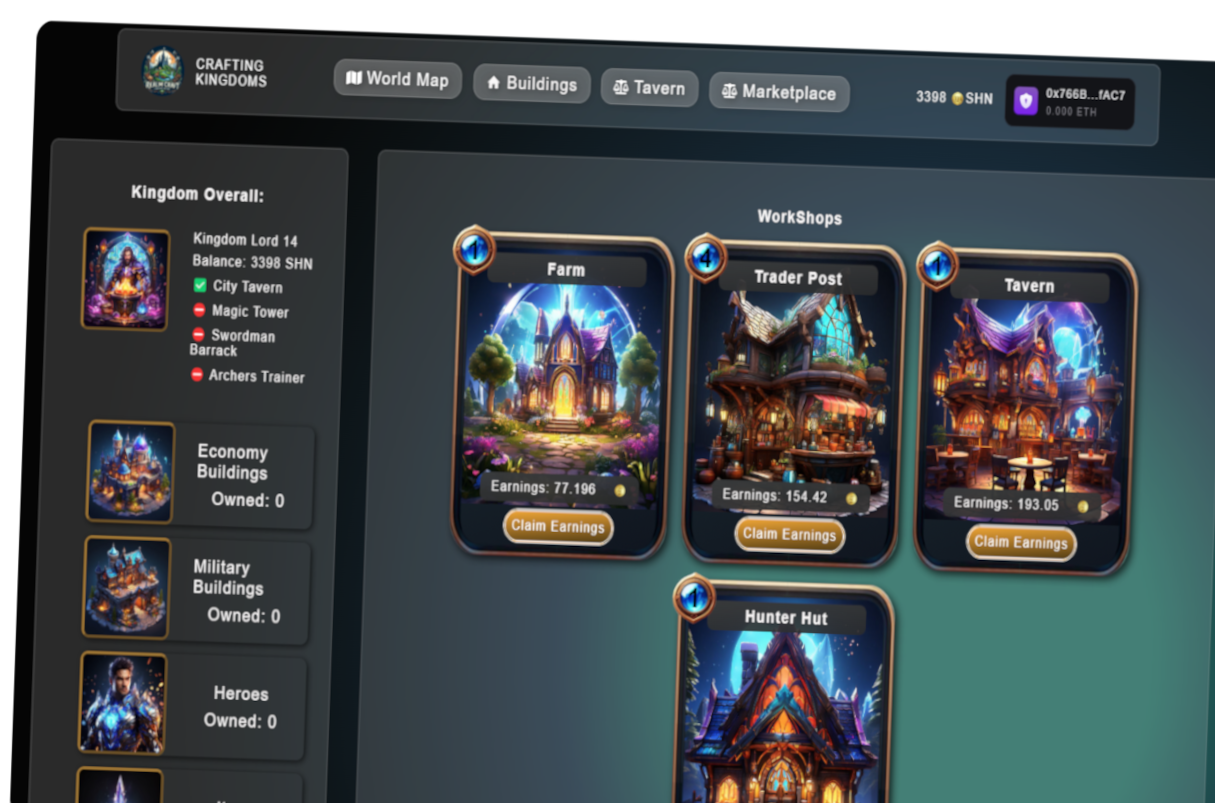 CRAFTING
KINGDOMS
World Map
Buildings
Tavern
Marketplace
3398 SHN
0x766B...fAC7
0.000 ETH
Kingdom Overall:
Kingdom Lord 14
Balance: 3398 SHN
City Tavern
Magic Tower
Swordman
Barrack
Archers Trainer
Economy
Buildings
Owned: 0
Military
Buildings
Owned: 0
Heroes
Owned: 0
WorkShops
1
Farm
Earnings: 77.196
Claim Earnings
4
Trader Post
Earnings: 154.42
Claim Earnings
1
Tavern
Earnings: 193.05
Claim Earnings
1
Hunter Hut